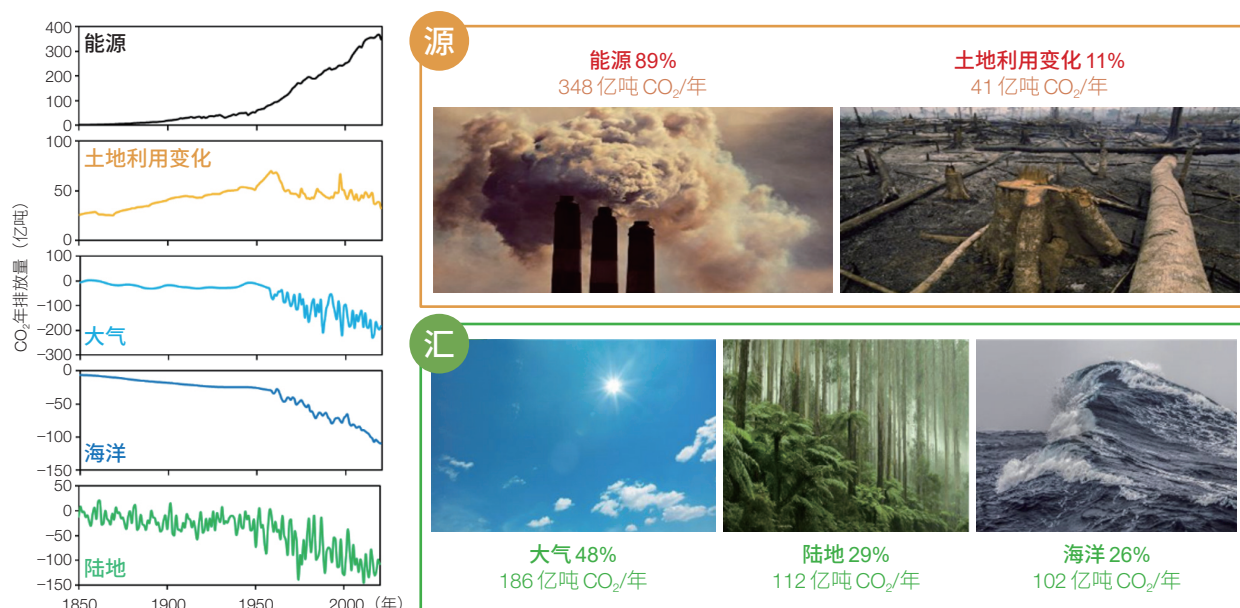 CO₂年排放量（亿吨）
400
300
200
100
0
能源
100
50
0
土地利用变化
100
0
−100
−200
−300
大气
0
−50
−100
−150
海洋
50
0
−50
−100
−150
陆地
1850
1900
1950
2000
（年）
源
能源 89%
348 亿吨 CO₂/年
土地利用变化 11%
41 亿吨 CO₂/年
汇
大气 48%
186 亿吨 CO₂/年
陆地 29%
112 亿吨 CO₂/年
海洋 26%
102 亿吨 CO₂/年